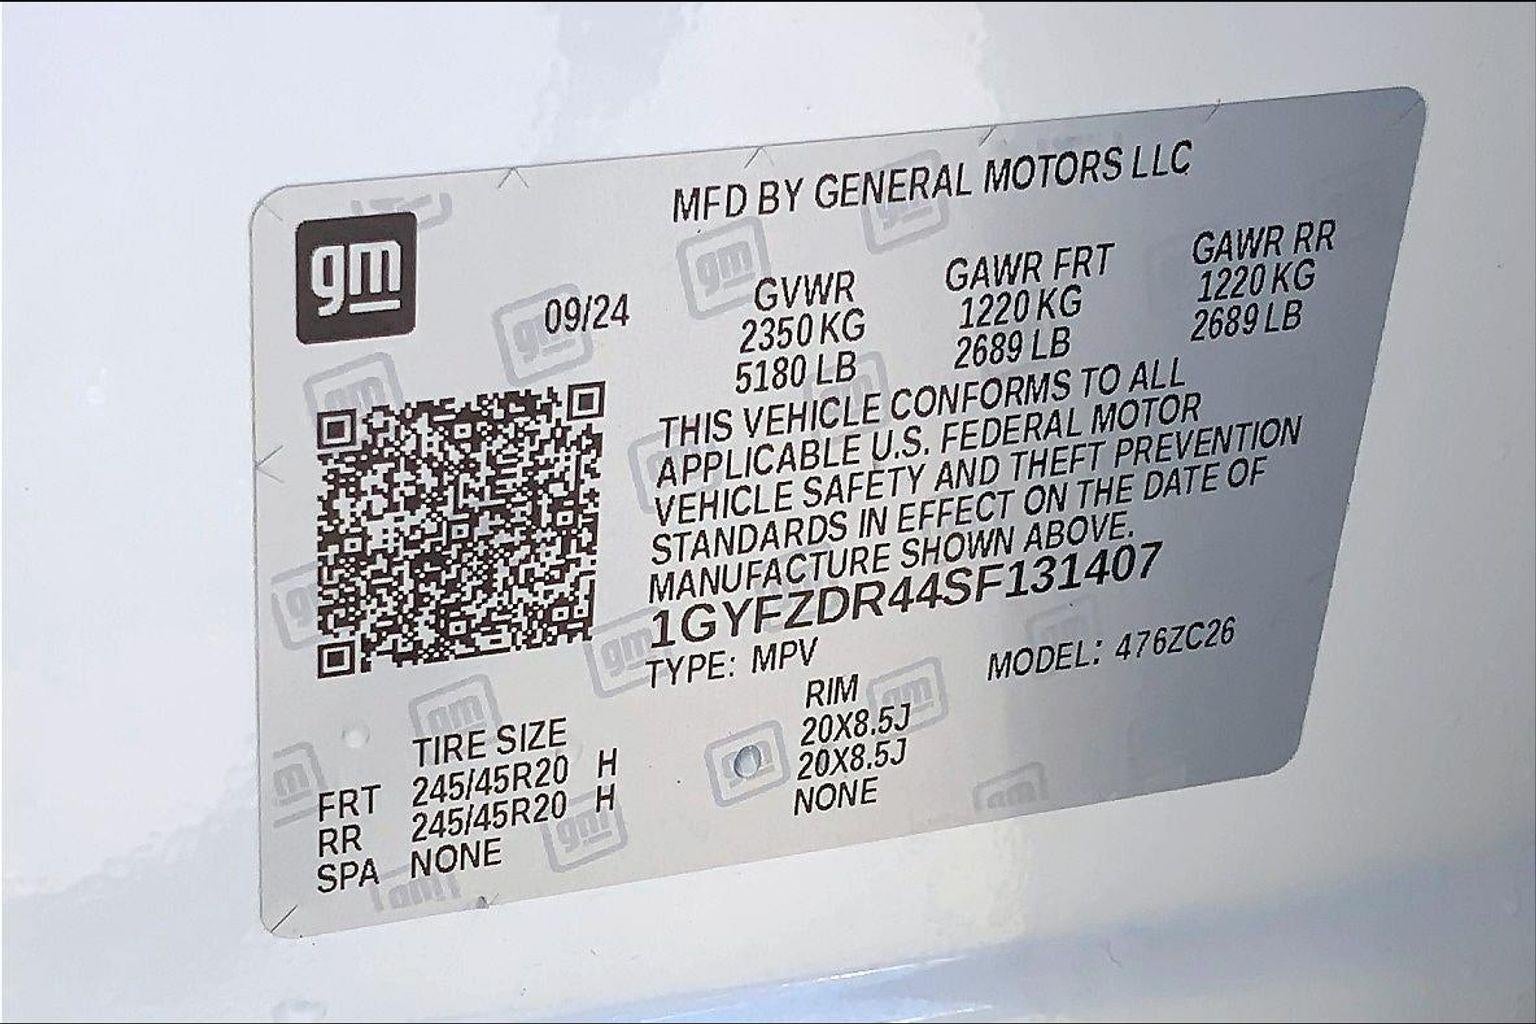 gm
MFD BY GENERAL MOTORS LLC
09/24
GVWR GAWR FRT GAWR RR
2350 KG 1220 KG 1220 KG
5180 LB 2689 LB 2689 LB
THIS VEHICLE CONFORMS TO ALL
APPLICABLE U.S. FEDERAL MOTOR
VEHICLE SAFETY AND THEFT PREVENTION
STANDARDS IN EFFECT ON THE DATE OF
MANUFACTURE SHOWN ABOVE.
1GYFZDR44SF131407
TYPE: MPV MODEL: 476ZC26
TIRE SIZE RIM
FRT 245/45R20 H 20X8.5J
RR 245/45R20 H 20X8.5J
SPA NONE NONE